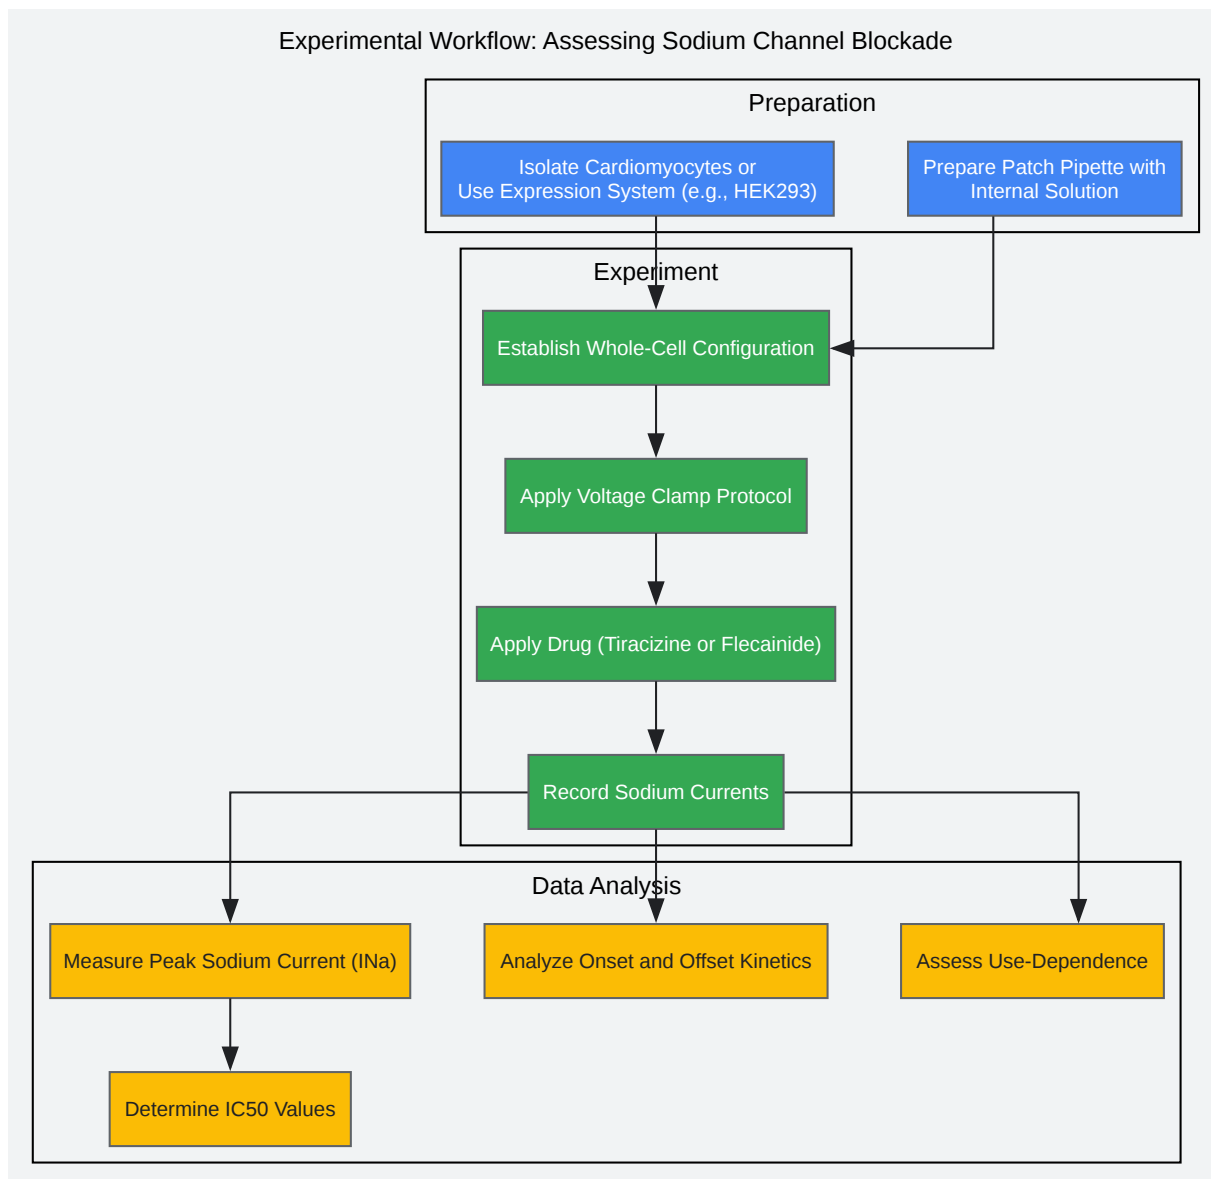 Experimental Workflow: Assessing Sodium Channel Blockade
Preparation
Isolate Cardiomyocytes or
Use Expression System (e.g., HEK293)
Prepare Patch Pipette with
Internal Solution
Experiment
Establish Whole-Cell Configuration
Apply Voltage Clamp Protocol
Apply Drug (Tiracizine or Flecainide)
Record Sodium Currents
Data Analysis
Measure Peak Sodium Current (INa)
Analyze Onset and Offset Kinetics
Assess Use-Dependence
Determine IC50 Values